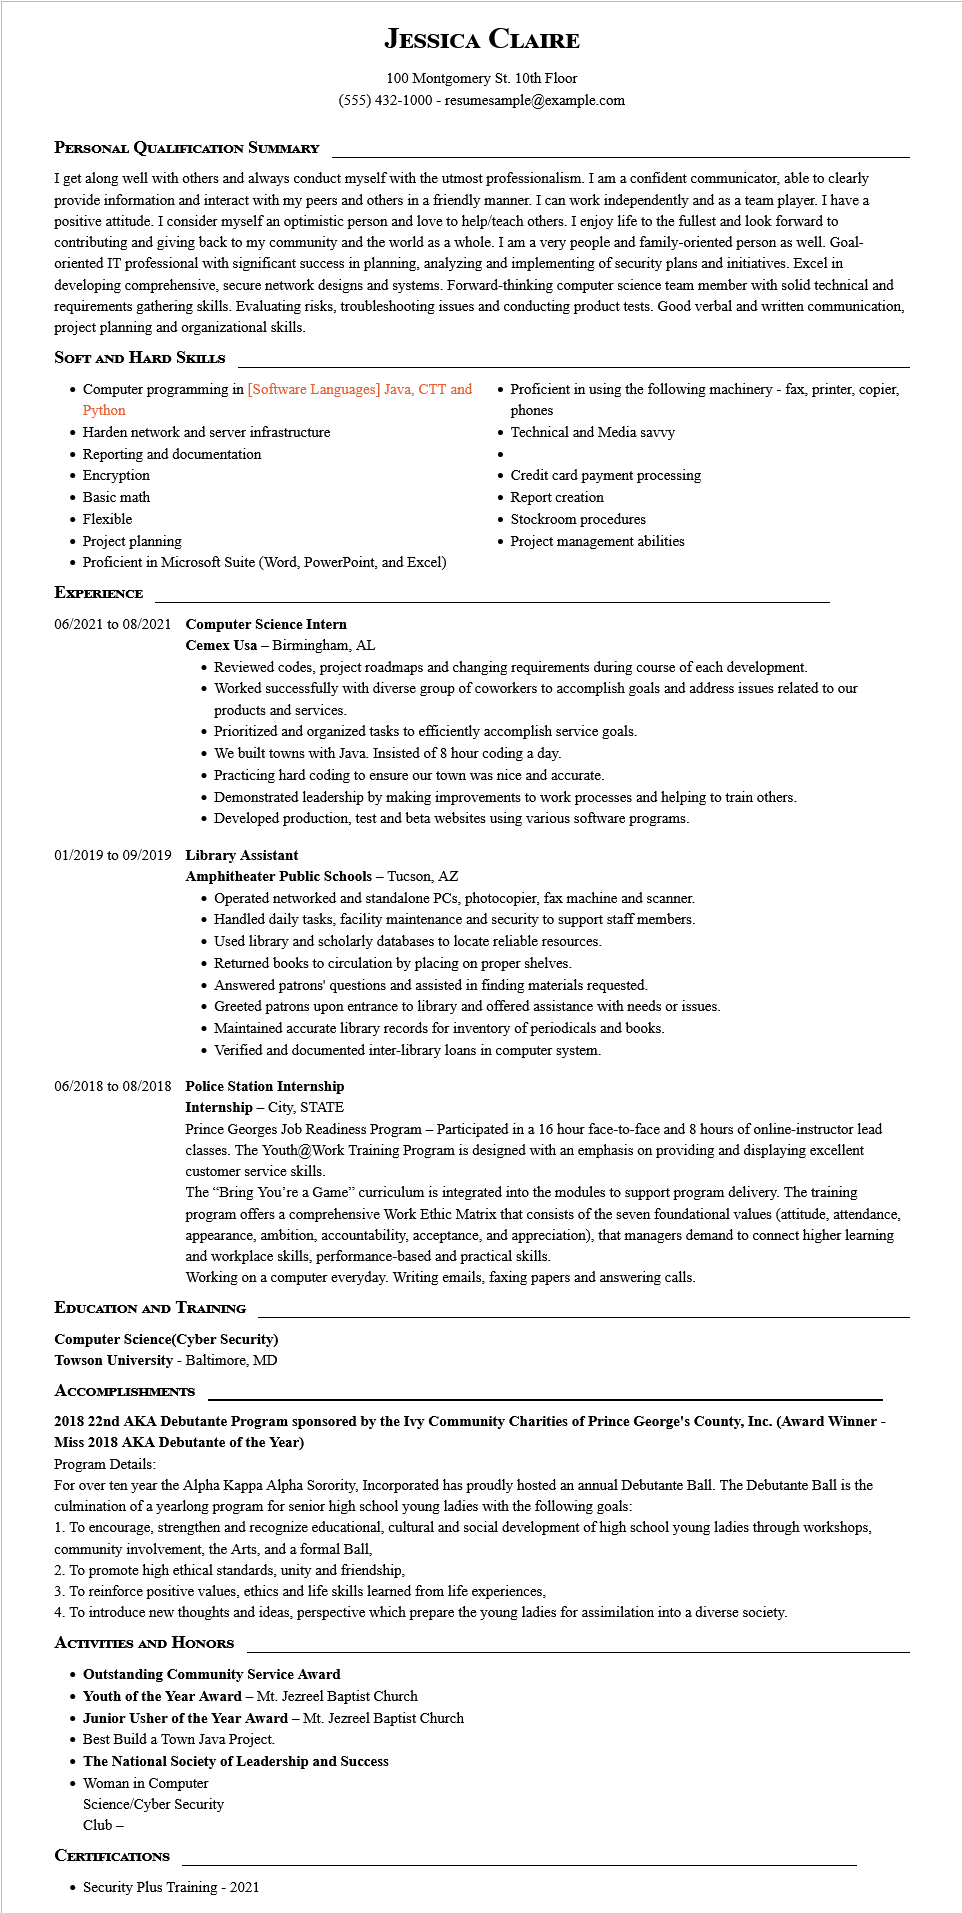 Jessica Claire
100 Montgomery St. 10th Floor
(555) 432-1000 - resumesample@example.com
Personal Qualification Summary
I get along well with others and always conduct myself with the utmost professionalism. I am a confident communicator, able to clearly
provide information and interact with my peers and others in a friendly manner. I can work independently and as a team player. I have a
positive attitude. I consider myself an optimistic person and love to help/teach others. I enjoy life to the fullest and look forward to
contributing and giving back to my community and the world as a whole. I am a very people and family-oriented person as well. Goal-
oriented IT professional with significant success in planning, analyzing and implementing of security plans and initiatives. Excel in
developing comprehensive, secure network designs and systems. Forward-thinking computer science team member with solid technical and
requirements gathering skills. Evaluating risks, troubleshooting issues and conducting product tests. Good verbal and written communication,
project planning and organizational skills.
Soft and Hard Skills
• Computer programming in [Software Languages] Java, CTT and
Python
• Harden network and server infrastructure
• Reporting and documentation
• Encryption
• Basic math
• Flexible
• Project planning
• Proficient in Microsoft Suite (Word, PowerPoint, and Excel)
• Proficient in using the following machinery - fax, printer, copier,
phones
• Technical and Media savvy
•
• Credit card payment processing
• Report creation
• Stockroom procedures
• Project management abilities
Experience
06/2021 to 08/2021 Computer Science Intern
Cemex Usa – Birmingham, AL
• Reviewed codes, project roadmaps and changing requirements during course of each development.
• Worked successfully with diverse group of coworkers to accomplish goals and address issues related to our
products and services.
• Prioritized and organized tasks to efficiently accomplish service goals.
• We built towns with Java. Insisted of 8 hour coding a day.
• Practicing hard coding to ensure our town was nice and accurate.
• Demonstrated leadership by making improvements to work processes and helping to train others.
• Developed production, test and beta websites using various software programs.
01/2019 to 09/2019 Library Assistant
Amphitheater Public Schools – Tucson, AZ
• Operated networked and standalone PCs, photocopier, fax machine and scanner.
• Handled daily tasks, facility maintenance and security to support staff members.
• Used library and scholarly databases to locate reliable resources.
• Returned books to circulation by placing on proper shelves.
• Answered patrons' questions and assisted in finding materials requested.
• Greeted patrons upon entrance to library and offered assistance with needs or issues.
• Maintained accurate library records for inventory of periodicals and books.
• Verified and documented inter-library loans in computer system.
06/2018 to 08/2018 Police Station Internship
Internship – City, STATE
Prince Georges Job Readiness Program – Participated in a 16 hour face-to-face and 8 hours of online-instructor lead
classes. The Youth@Work Training Program is designed with an emphasis on providing and displaying excellent
customer service skills.
The “Bring You’re a Game” curriculum is integrated into the modules to support program delivery. The training
program offers a comprehensive Work Ethic Matrix that consists of the seven foundational values (attitude, attendance,
appearance, ambition, accountability, acceptance, and appreciation), that managers demand to connect higher learning
and workplace skills, performance-based and practical skills.
Working on a computer everyday. Writing emails, faxing papers and answering calls.
Education and Training
Computer Science(Cyber Security)
Towson University - Baltimore, MD
Accomplishments
2018 22nd AKA Debutante Program sponsored by the Ivy Community Charities of Prince George's County, Inc. (Award Winner -
Miss 2018 AKA Debutante of the Year)
Program Details:
For over ten year the Alpha Kappa Alpha Sorority, Incorporated has proudly hosted an annual Debutante Ball. The Debutante Ball is the
culmination of a yearlong program for senior high school young ladies with the following goals:
1. To encourage, strengthen and recognize educational, cultural and social development of high school young ladies through workshops,
community involvement, the Arts, and a formal Ball,
2. To promote high ethical standards, unity and friendship,
3. To reinforce positive values, ethics and life skills learned from life experiences,
4. To introduce new thoughts and ideas, perspective which prepare the young ladies for assimilation into a diverse society.
Activities and Honors
• Outstanding Community Service Award
• Youth of the Year Award – Mt. Jezreel Baptist Church
• Junior Usher of the Year Award – Mt. Jezreel Baptist Church
• Best Build a Town Java Project.
• The National Society of Leadership and Success
• Woman in Computer
Science/Cyber Security
Club –
Certifications
• Security Plus Training - 2021